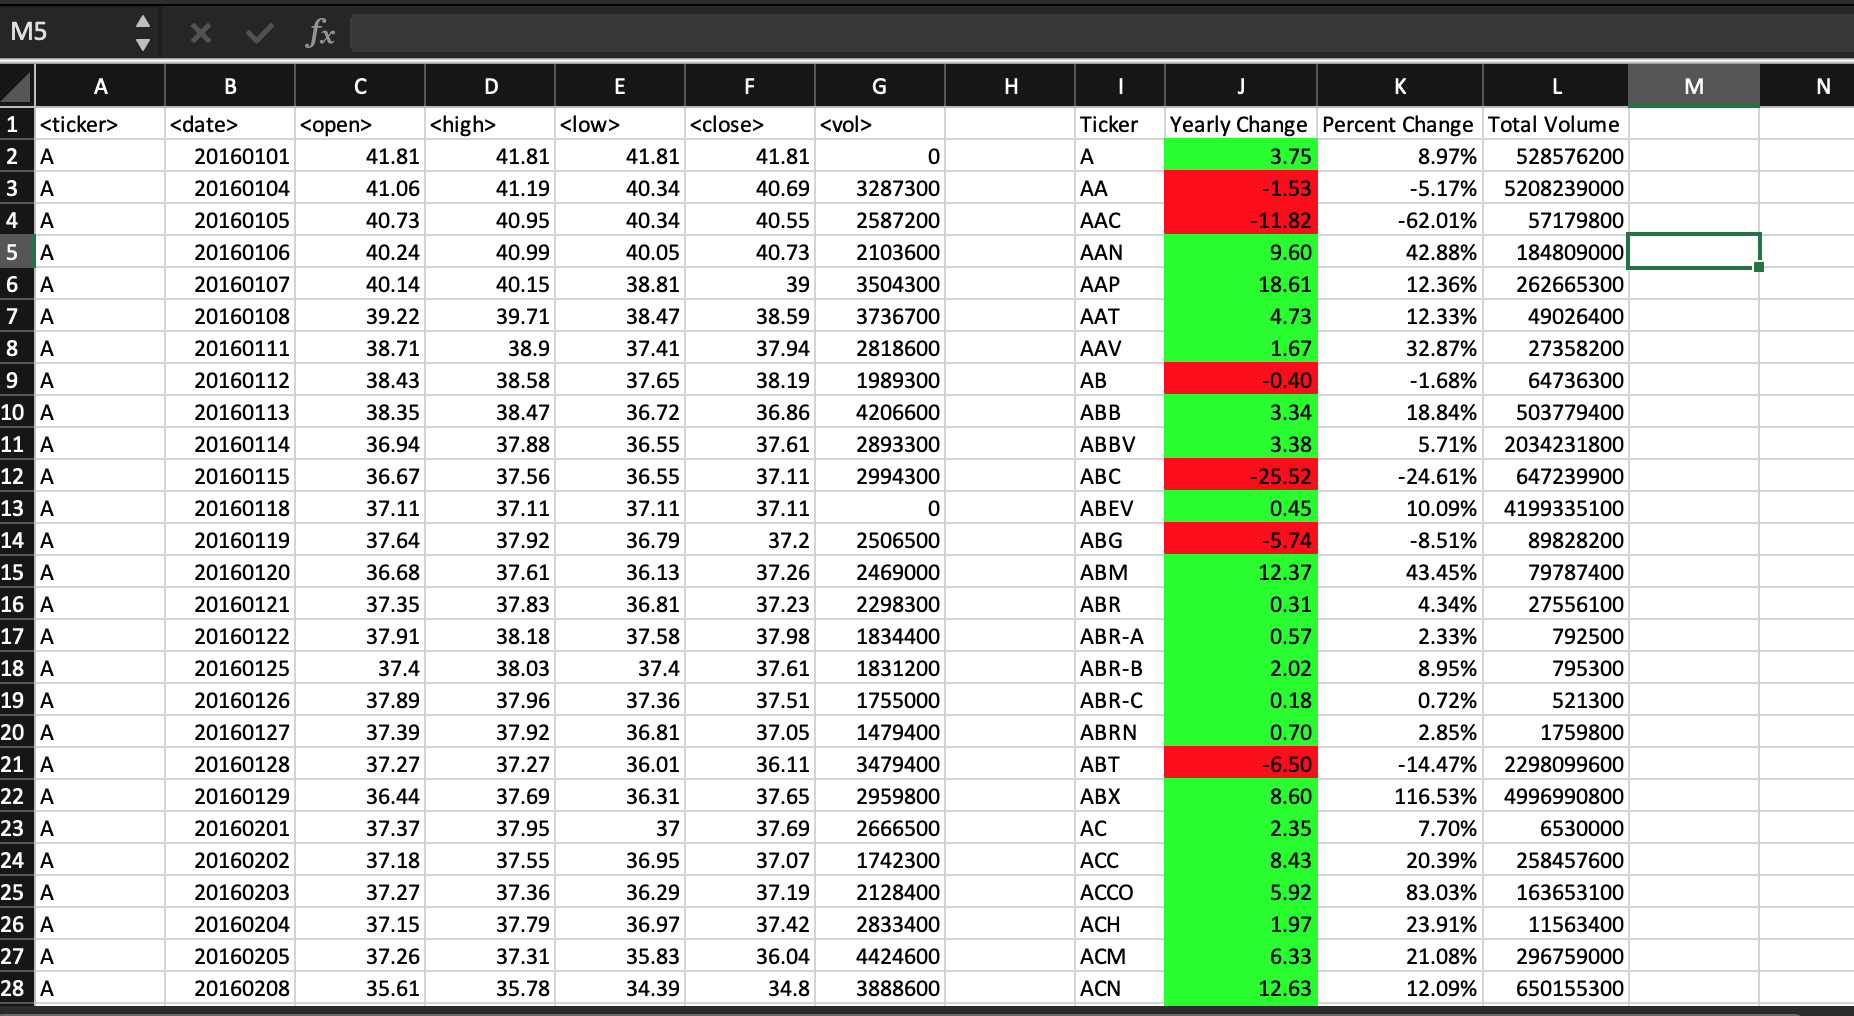 M5 fx
A B C D E F G H I J K L M N
1 <ticker> <date> <open> <high> <low> <close> <vol> Ticker Yearly Change Percent Change Total Volume
2 A 20160101 41.81 41.81 41.81 41.81 0 A 3.75 8.97% 528576200
3 A 20160104 41.06 41.19 40.34 40.69 3287300 AA -1.53 -5.17% 5208239000
4 A 20160105 40.73 40.95 40.34 40.55 2587200 AAC -11.82 -62.01% 57179800
5 A 20160106 40.24 40.99 40.05 40.73 2103600 AAN 9.60 42.88% 184809000
6 A 20160107 40.14 40.15 38.81 39 3504300 AAP 18.61 12.36% 262665300
7 A 20160108 39.22 39.71 38.47 38.59 3736700 AAT 4.73 12.33% 49026400
8 A 20160111 38.71 38.9 37.41 37.94 2818600 AAV 1.67 32.87% 27358200
9 A 20160112 38.43 38.58 37.65 38.19 1989300 AB -0.40 -1.68% 64736300
10 A 20160113 38.35 38.47 36.72 36.86 4206600 ABB 3.34 18.84% 503779400
11 A 20160114 36.94 37.88 36.55 37.61 2893300 ABBV 3.38 5.71% 2034231800
12 A 20160115 36.67 37.56 36.55 37.11 2994300 ABC -25.52 -24.61% 647239900
13 A 20160118 37.11 37.11 37.11 37.11 0 ABEV 0.45 10.09% 4199335100
14 A 20160119 37.64 37.92 36.79 37.2 2506500 ABG -5.74 -8.51% 89828200
15 A 20160120 36.68 37.61 36.13 37.26 2469000 ABM 12.37 43.45% 79787400
16 A 20160121 37.35 37.83 36.81 37.23 2298300 ABR 0.31 4.34% 27556100
17 A 20160122 37.91 38.18 37.58 37.98 1834400 ABR-A 0.57 2.33% 792500
18 A 20160125 37.4 38.03 37.4 37.61 1831200 ABR-B 2.02 8.95% 795300
19 A 20160126 37.89 37.96 37.36 37.51 1755000 ABR-C 0.18 0.72% 521300
20 A 20160127 37.39 37.92 36.81 37.05 1479400 ABRN 0.70 2.85% 1759800
21 A 20160128 37.27 37.27 36.01 36.11 3479400 ABT -6.50 -14.47% 2298099600
22 A 20160129 36.44 37.69 36.31 37.65 2959800 ABX 8.60 116.53% 4996990800
23 A 20160201 37.37 37.95 37 37.69 2666500 AC 2.35 7.70% 6530000
24 A 20160202 37.18 37.55 36.95 37.07 1742300 ACC 8.43 20.39% 258457600
25 A 20160203 37.27 37.36 36.29 37.19 2128400 ACCO 5.92 83.03% 163653100
26 A 20160204 37.15 37.79 36.97 37.42 2833400 ACH 1.97 23.91% 11563400
27 A 20160205 37.26 37.31 35.83 36.04 4424600 ACM 6.33 21.08% 296759000
28 A 20160208 35.61 35.78 34.39 34.8 3888600 ACN 12.63 12.09% 650155300